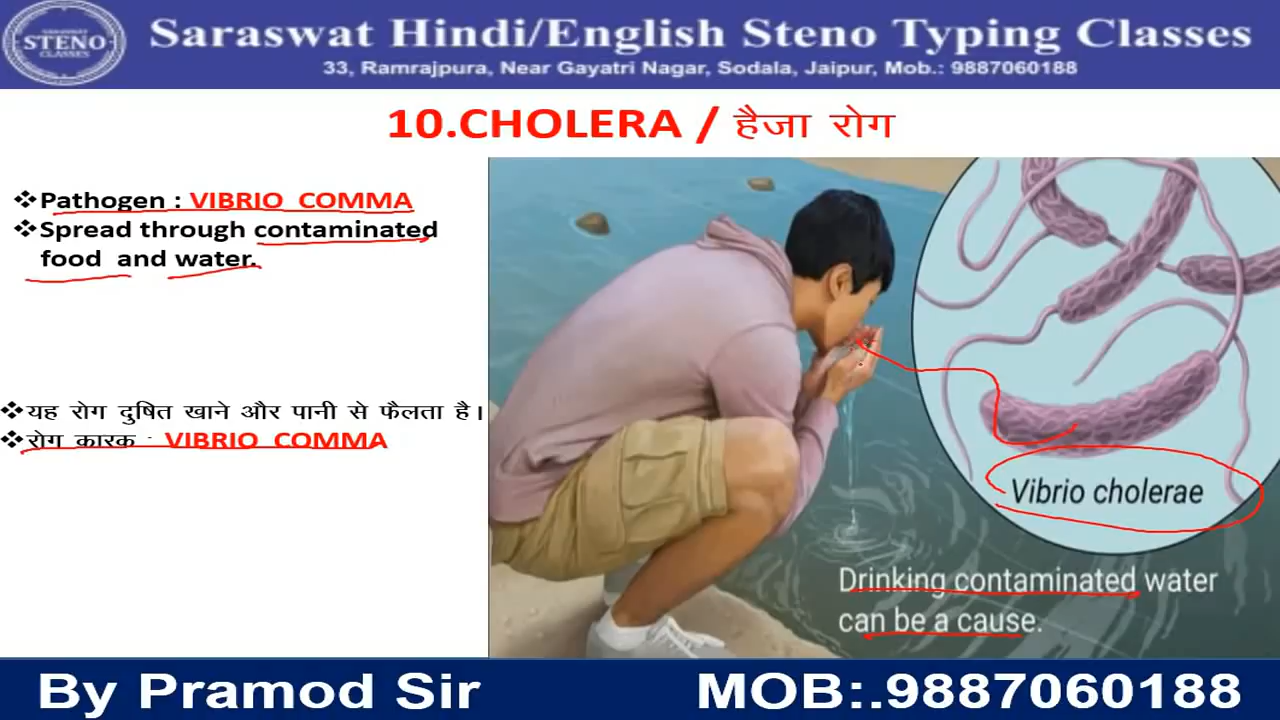 STENO
CLASSES
Saraswat Hindi/English Steno Typing Classes
33, Ramrajpura, Near Gayatri Nagar, Sodala, Jaipur, Mob.: 9887060188
10.CHOLERA / हैजा रोग
❖Pathogen : VIBRIO COMMA
❖Spread through contaminated
food and water.
❖यह रोग दुषित खाने और पानी से फैलता है।
❖रोग कारक : VIBRIO COMMA
Vibrio cholerae
Drinking contaminated water
can be a cause.
By Pramod Sir
MOB:.9887060188